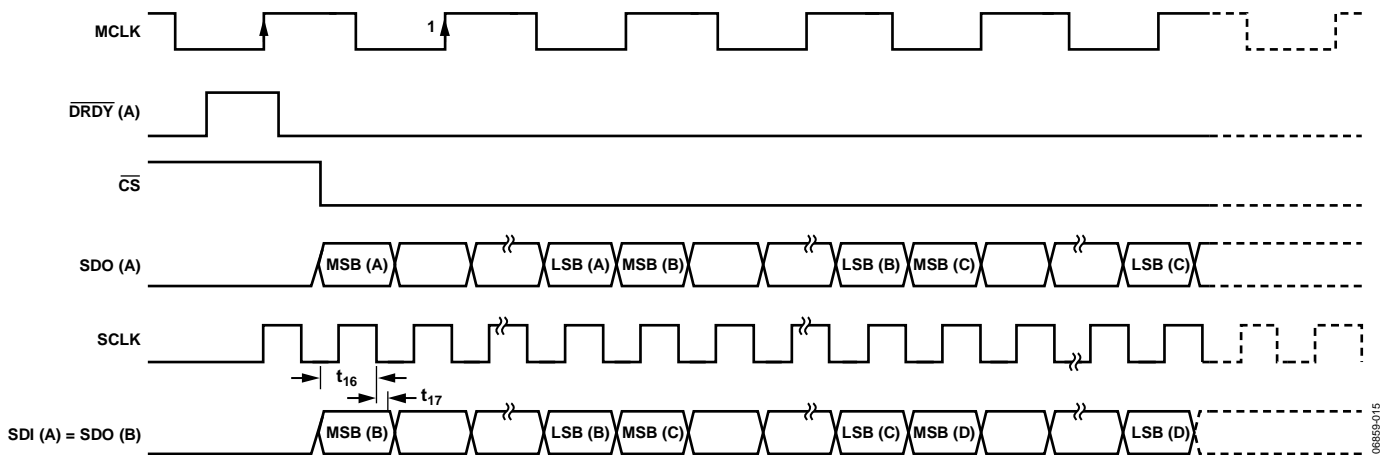 MCLK
1
DRDY (A)
CS
SDO (A)
MSB (A) LSB (A) MSB (B) LSB (B) MSB (C) LSB (C)
SCLK
t16
t17
SDI (A) = SDO (B)
MSB (B) LSB (B) MSB (C) LSB (C) MSB (D) LSB (D)
06859-015